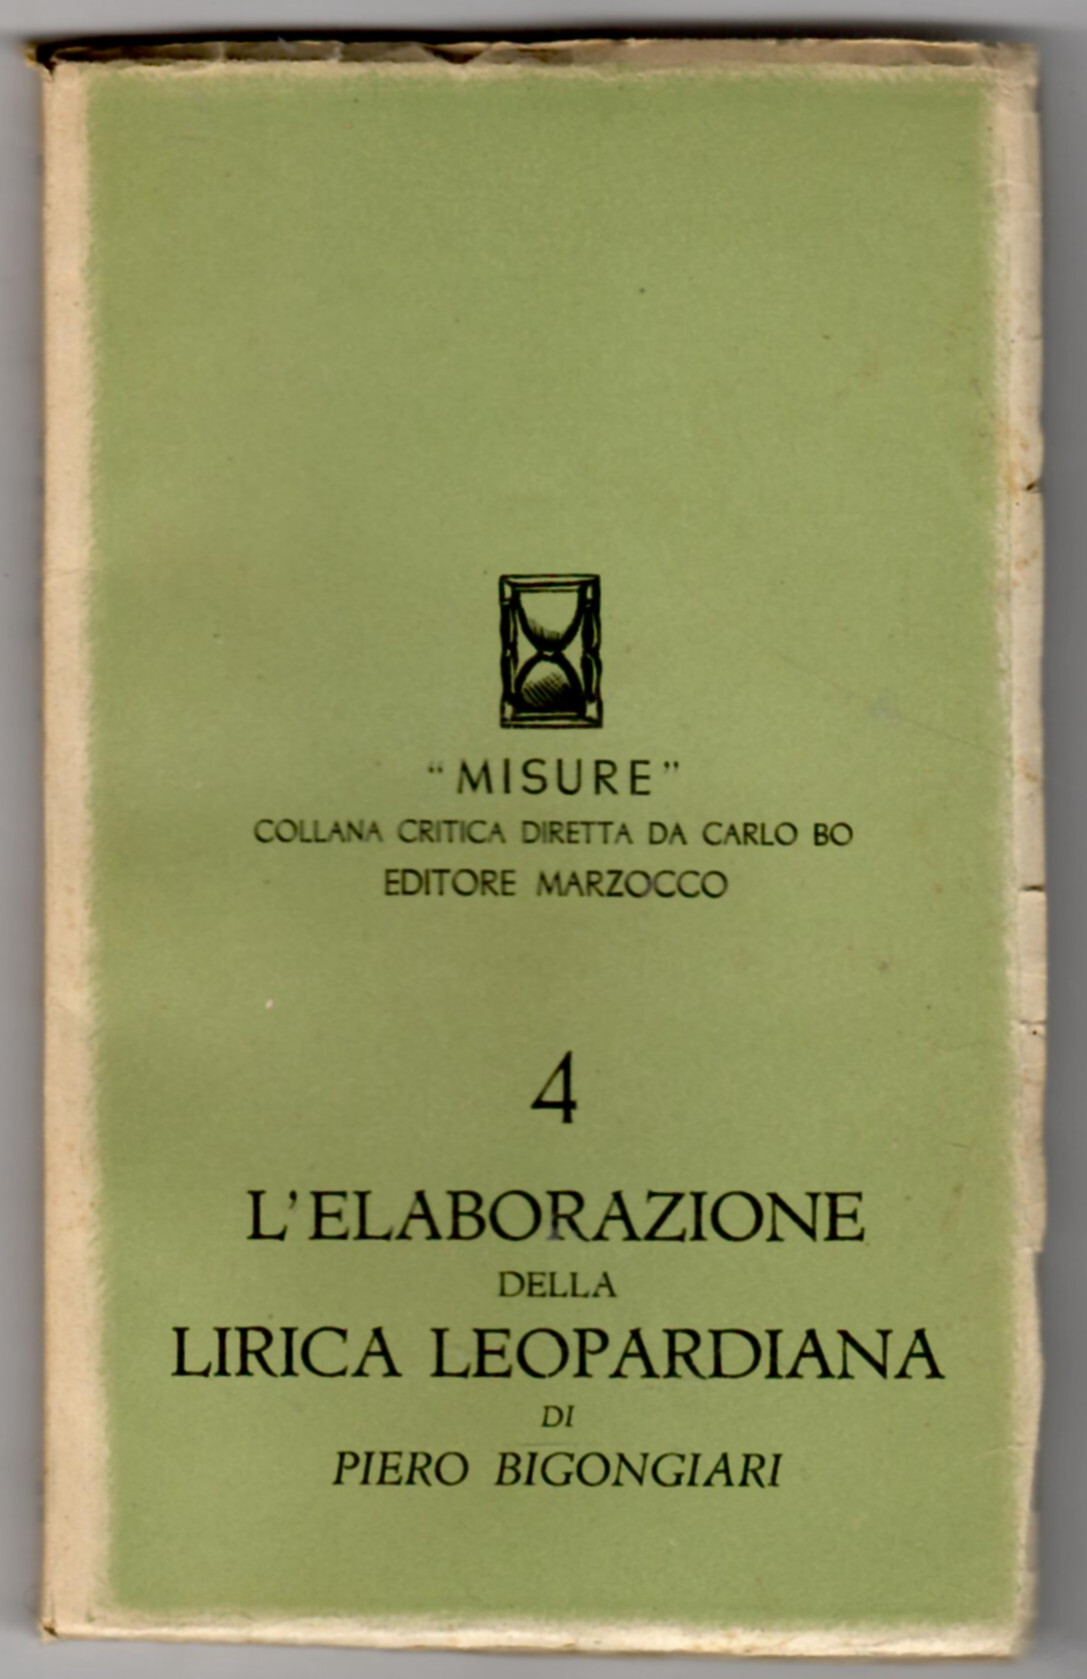 “MISURE”
COLLANA CRITICA DIRETTA DA CARLO BO
EDITORE MARZOCCO
4
L'ELABORAZIONE
DELLA
LIRICA LEOPARDIANA
DI
PIERO BIGONGIARI